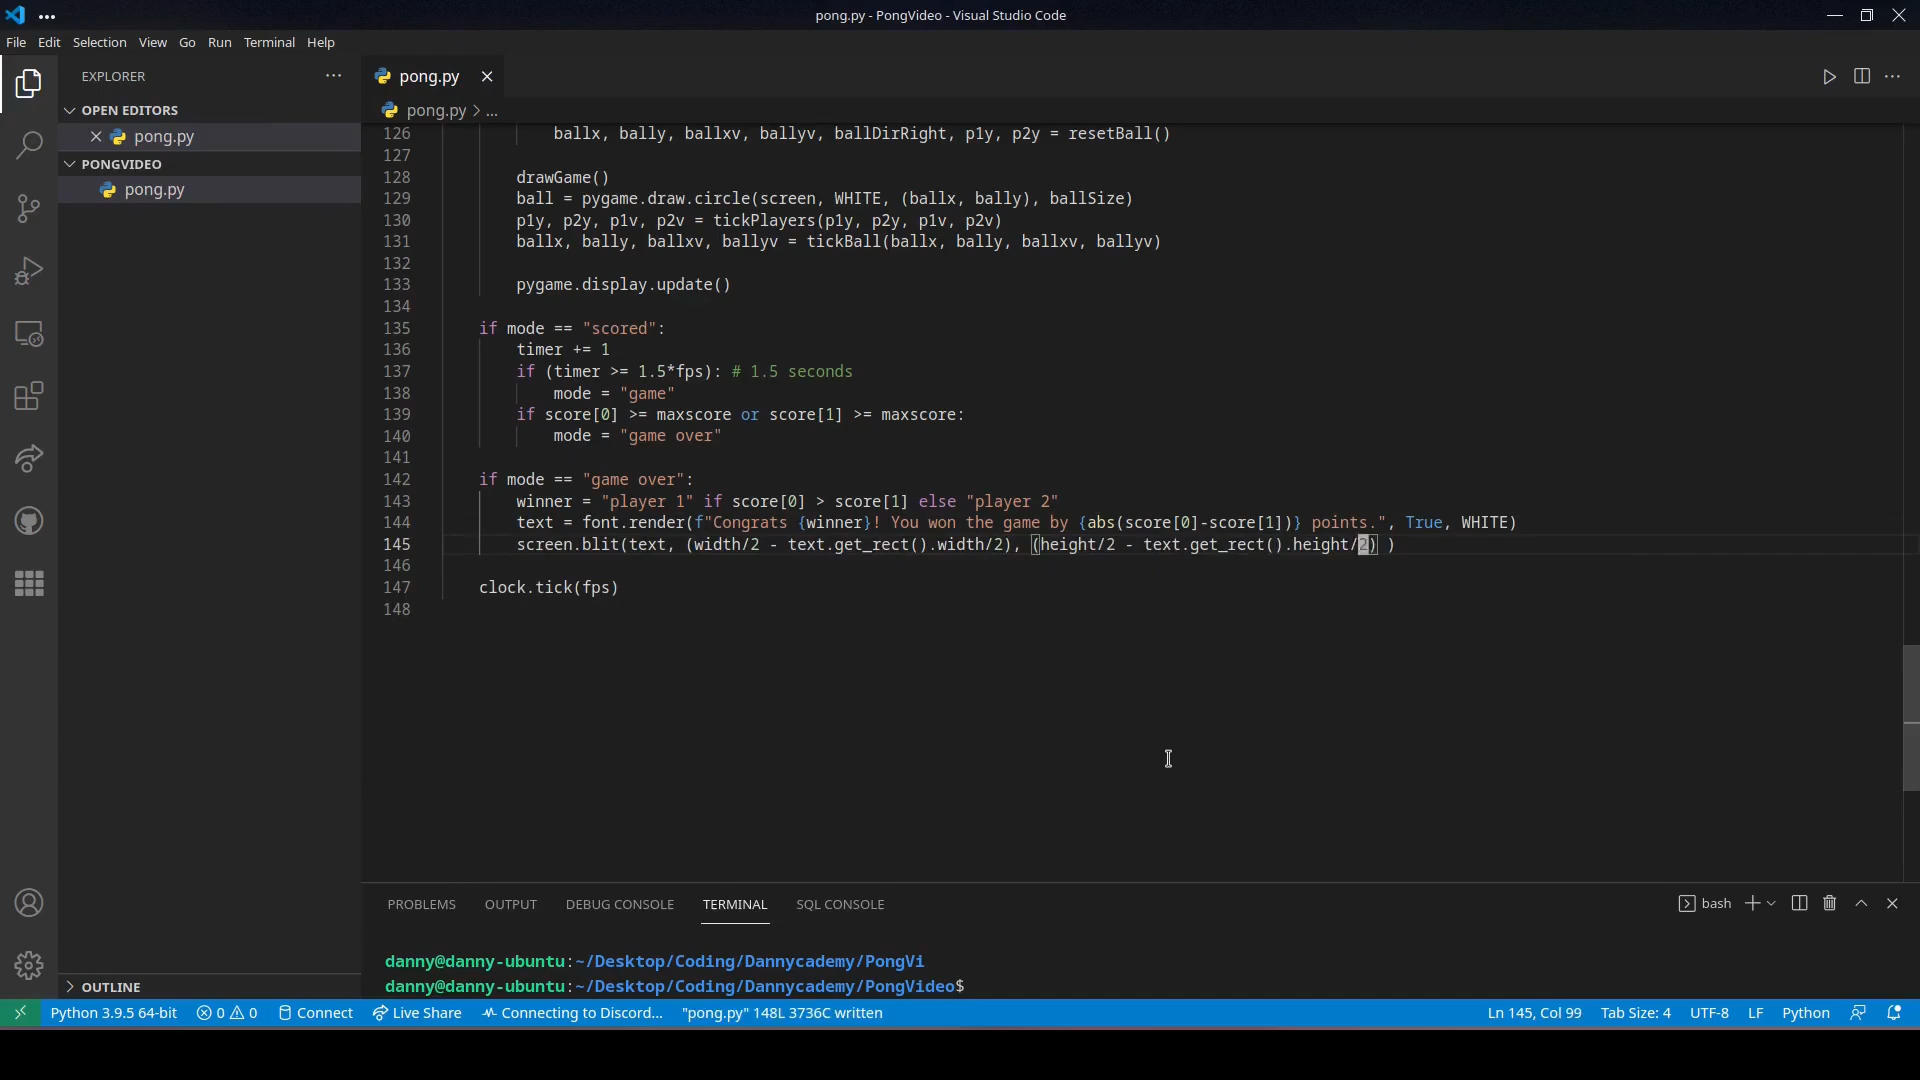 pong.py - PongVideo - Visual Studio Code
File Edit Selection View Go Run Terminal Help
EXPLORER
OPEN EDITORS
pong.py
PONGVIDEO
pong.py
OUTLINE
pong.py
pong.py > ...
126 ballx, bally, ballxv, ballyv, ballDirRight, p1y, p2y = resetBall()
127
128 drawGame()
129 ball = pygame.draw.circle(screen, WHITE, (ballx, bally), ballSize)
130 p1y, p2y, p1v, p2v = tickPlayers(p1y, p2y, p1v, p2v)
131 ballx, bally, ballxv, ballyv = tickBall(ballx, bally, ballxv, ballyv)
132
133 pygame.display.update()
134
135 if mode == "scored":
136 timer += 1
137 if (timer >= 1.5*fps): # 1.5 seconds
138 mode = "game"
139 if score[0] >= maxscore or score[1] >= maxscore:
140 mode = "game over"
141
142 if mode == "game over":
143 winner = "player 1" if score[0] > score[1] else "player 2"
144 text = font.render(f"Congrats {winner}! You won the game by {abs(score[0]-score[1])} points.", True, WHITE)
145 screen.blit(text, (width/2 - text.get_rect().width/2), (height/2 - text.get_rect().height/2) )
146
147 clock.tick(fps)
148
PROBLEMS OUTPUT DEBUG CONSOLE TERMINAL SQL CONSOLE
bash
danny@danny-ubuntu:~/Desktop/Coding/Dannycademy/PongVi
danny@danny-ubuntu:~/Desktop/Coding/Dannycademy/PongVideo$
Python 3.9.5 64-bit 0 0 Connect Live Share Connecting to Discord... "pong.py" 148L 3736C written Ln 145, Col 99 Tab Size: 4 UTF-8 LF Python